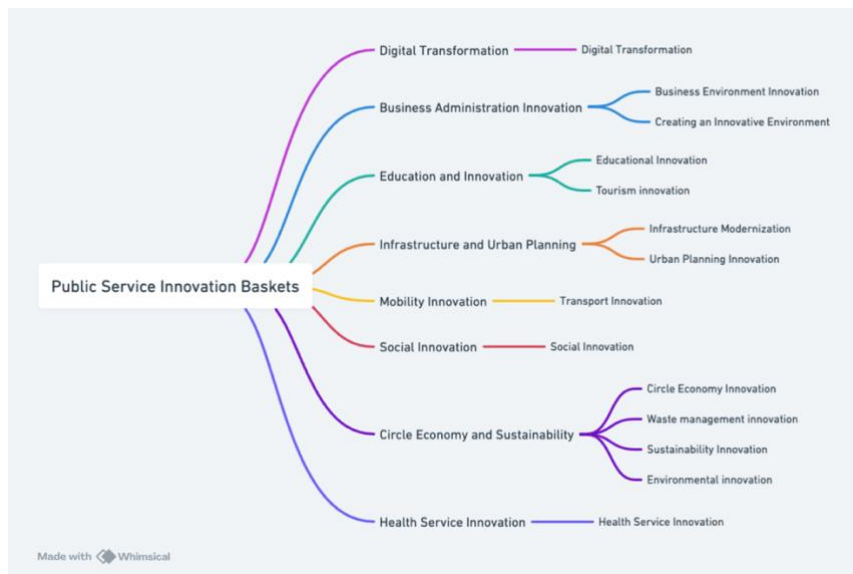 Public Service Innovation Baskets
Digital Transformation
Digital Transformation
Business Administration Innovation
Business Environment Innovation
Creating an Innovative Environment
Education and Innovation
Educational Innovation
Tourism innovation
Infrastructure and Urban Planning
Infrastructure Modernization
Urban Planning Innovation
Mobility Innovation
Transport Innovation
Social Innovation
Social Innovation
Circle Economy and Sustainability
Circle Economy Innovation
Waste management innovation
Sustainability Innovation
Environmental innovation
Health Service Innovation
Health Service Innovation
Made with Whimsical